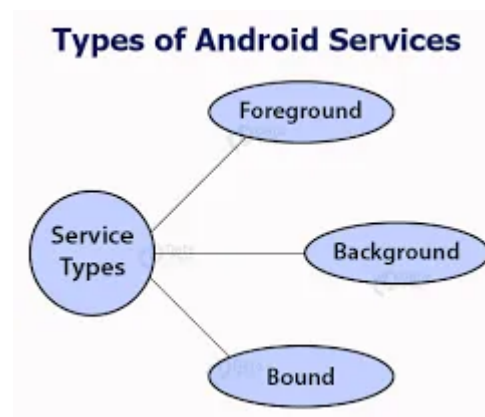 Types of Android Services
Foreground
Service
Types
Background
Bound